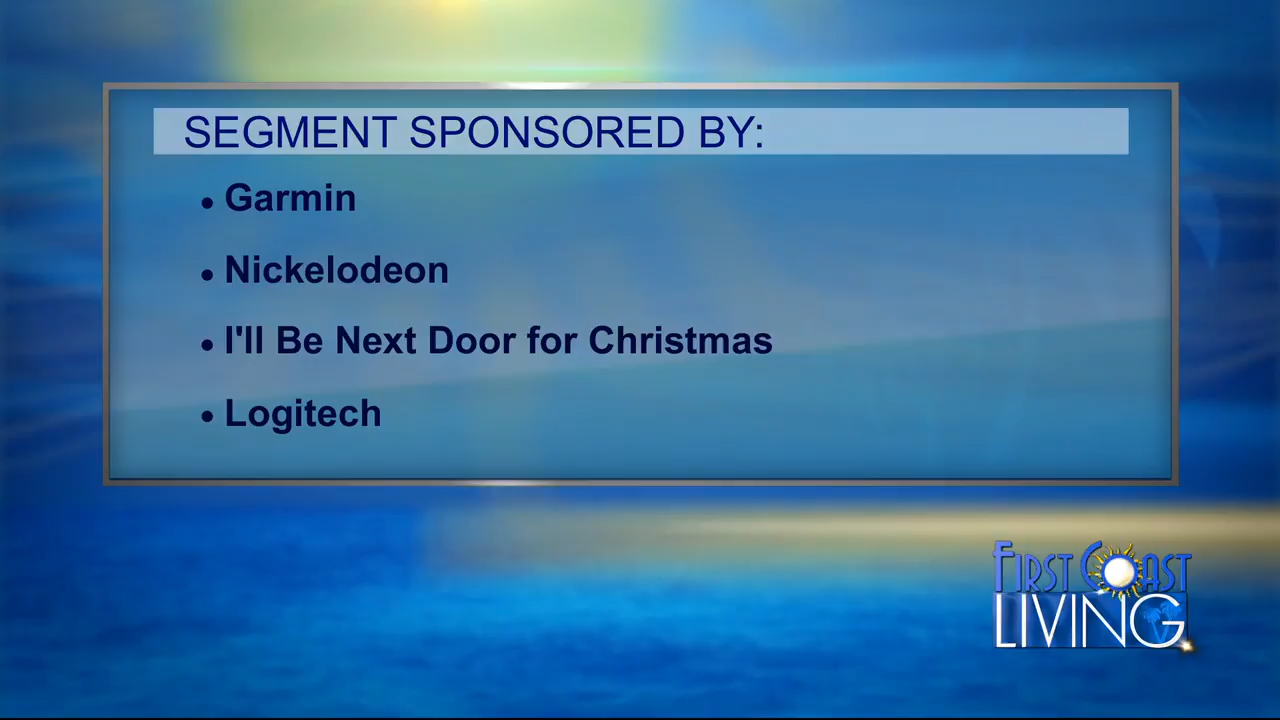 SEGMENT SPONSORED BY:
• Garmin
• Nickelodeon
• I'll Be Next Door for Christmas
• Logitech
FIRST COAST
LIVING